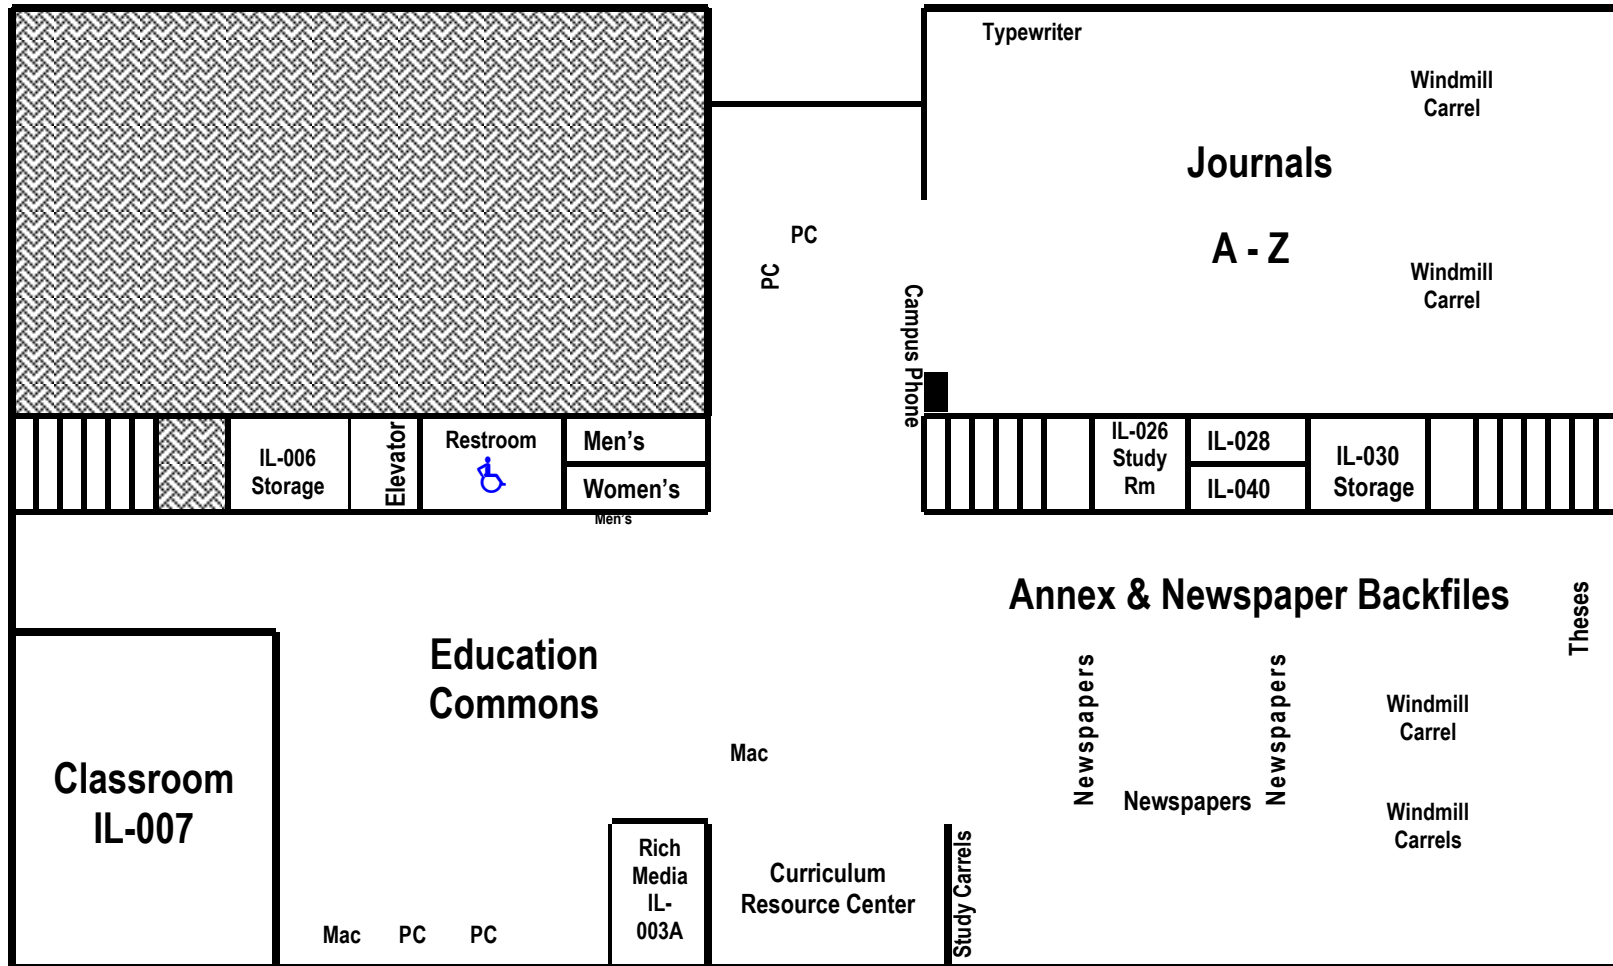 Typewriter
Windmill
Carrel
Journals
A - Z
PC
PC
Windmill
Carrel
Campus Phone
IL-006
Storage
Elevator
Restroom
Men's
Women's
Men's
IL-026
Study
Rm
IL-028
IL-040
IL-030
Storage
Annex & Newspaper Backfiles
Theses
Education
Commons
Newspapers
Newspapers
Newspapers
Windmill
Carrel
Mac
Classroom
IL-007
Windmill
Carrels
Rich
Media
IL-
003A
Curriculum
Resource Center
Study Carrels
Mac
PC
PC